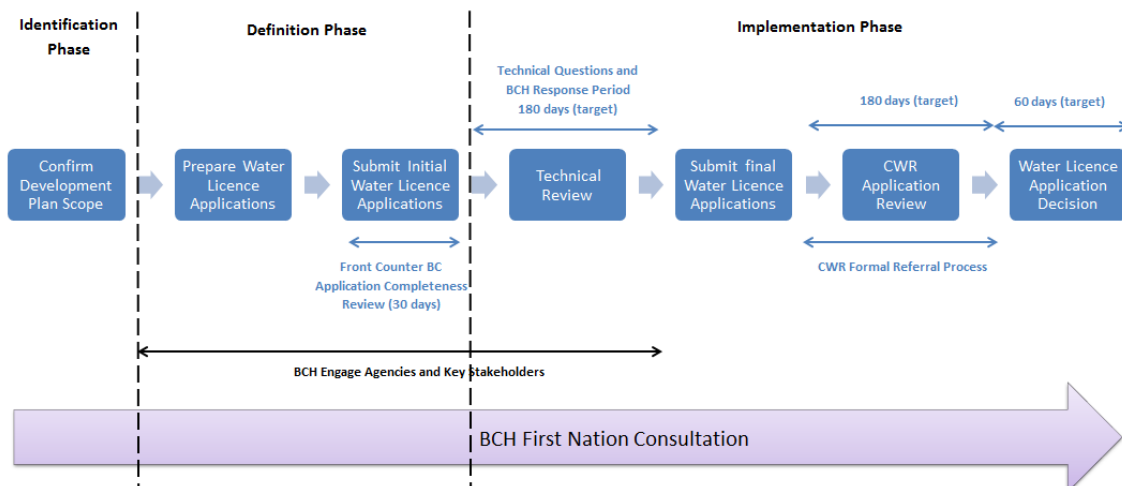 Identification
Phase
Definition Phase
Implementation Phase
Technical Questions and
BCH Response Period
180 days (target)
180 days (target)
60 days (target)
Confirm
Development
Plan Scope
Prepare Water
Licence
Applications
Submit Initial
Water Licence
Applications
Technical
Review
Submit final
Water Licence
Applications
CWR
Application
Review
Water Licence
Application
Decision
Front Counter BC
Application Completeness
Review (30 days)
CWR Formal Referral Process
BCH Engage Agencies and Key Stakeholders
BCH First Nation Consultation